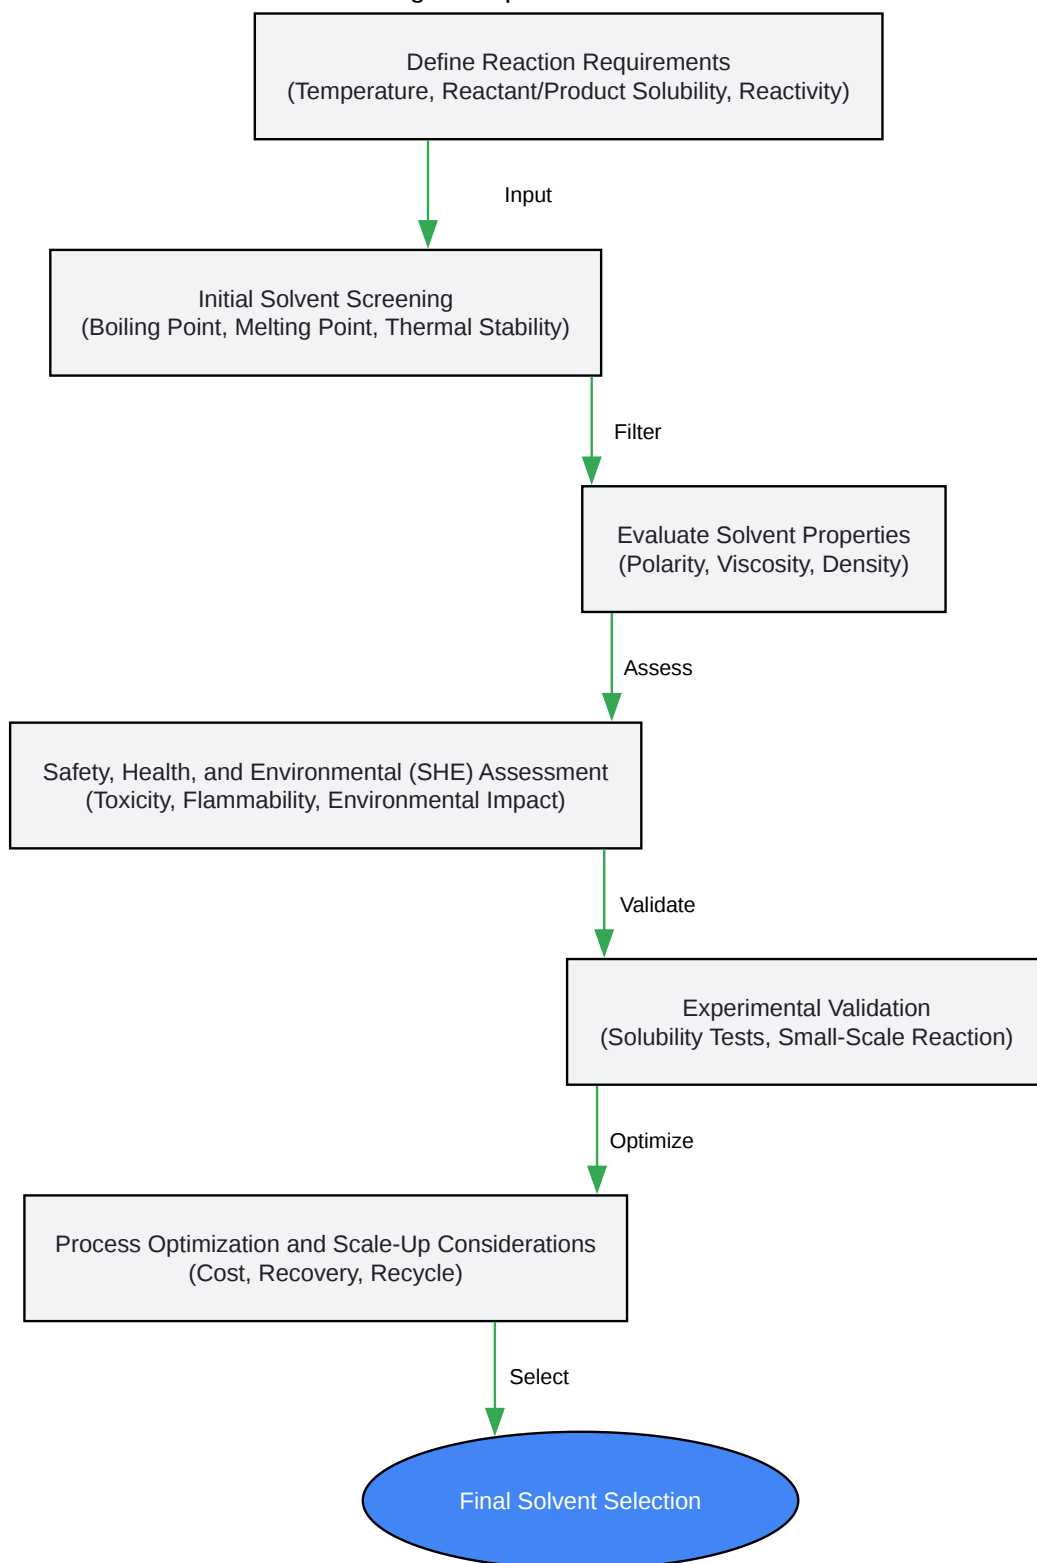 Define Reaction Requirements
(Temperature, Reactant/Product Solubility, Reactivity)
Input
Initial Solvent Screening
(Boiling Point, Melting Point, Thermal Stability)
Filter
Evaluate Solvent Properties
(Polarity, Viscosity, Density)
Assess
Safety, Health, and Environmental (SHE) Assessment
(Toxicity, Flammability, Environmental Impact)
Validate
Experimental Validation
(Solubility Tests, Small-Scale Reaction)
Optimize
Process Optimization and Scale-Up Considerations
(Cost, Recovery, Recycle)
Select
Final Solvent Selection